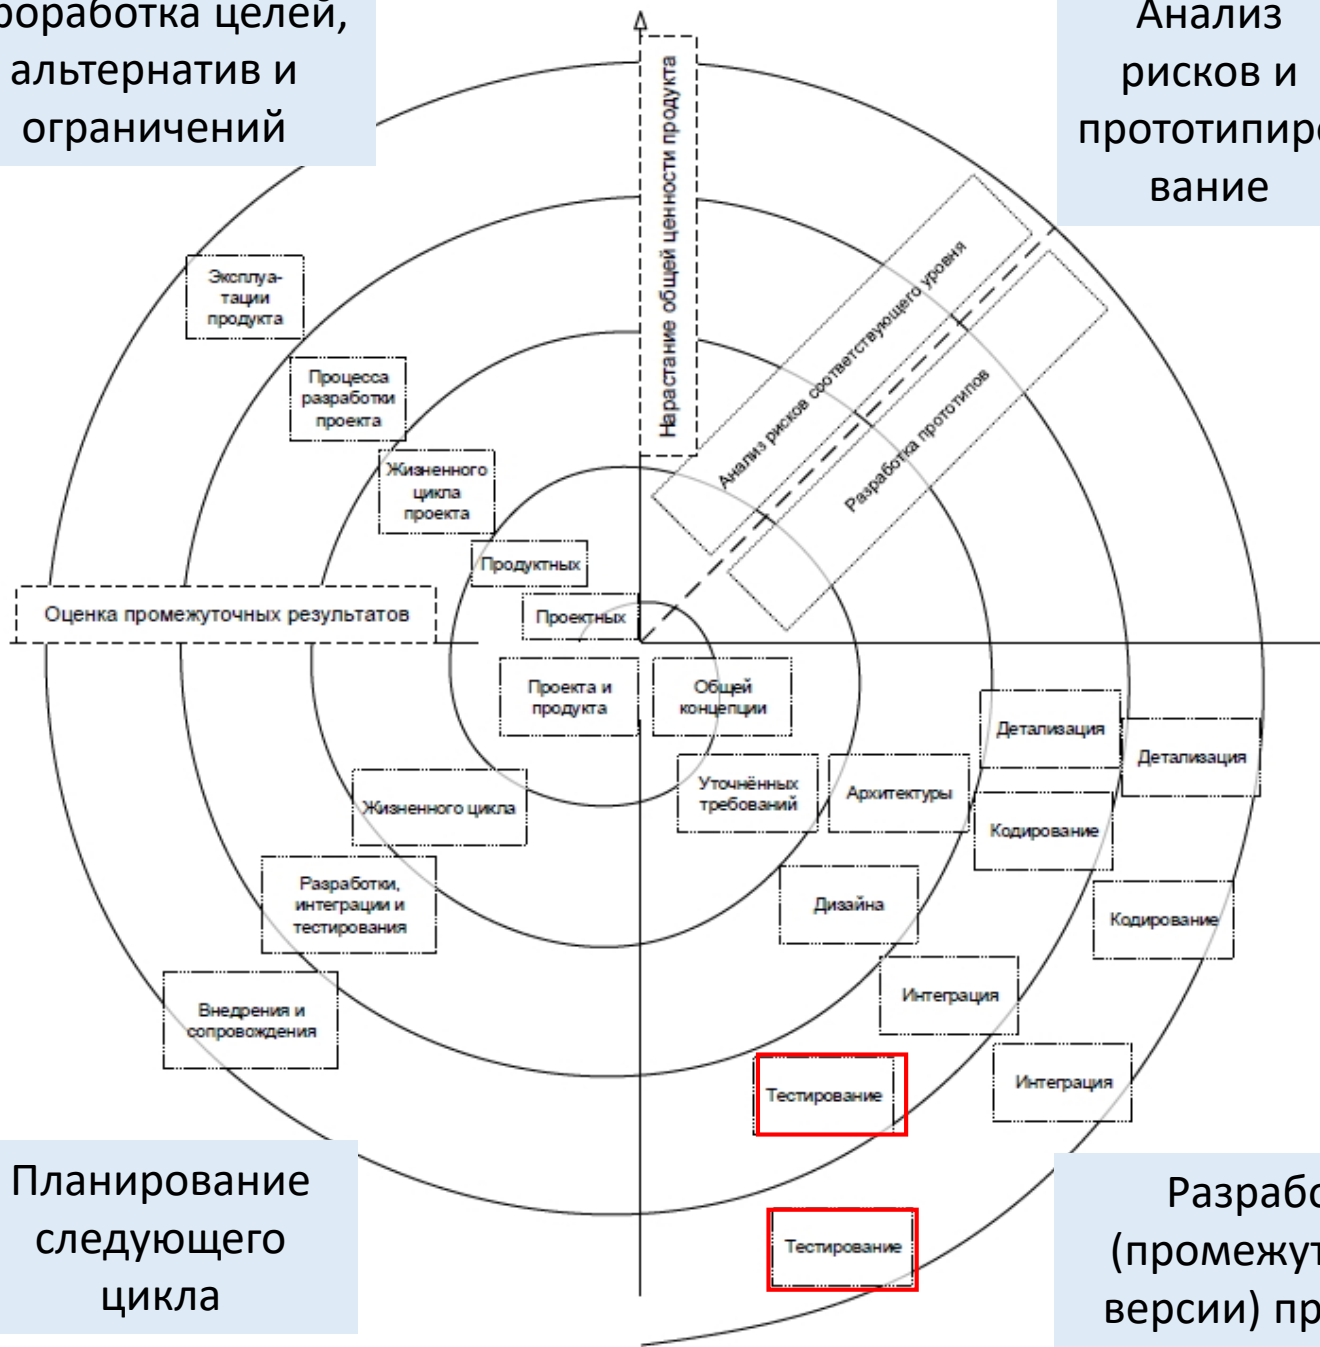 роработка целей,
альтернатив и
ограничений
Анализ
рисков и
прототипиро
вание
Нарастание общей ценности продукта
Анализ рисков соответствующего уровня
Разработка прототипов
Эксплуа-
тации
продукта
Процесса
разработки
проекта
Жизненного
цикла
проекта
Продуктных
Проектных
Оценка промежуточных результатов
Проекта и
продукта
Общей
концепции
Жизненного цикла
Уточнённых
требований
Архитектуры
Детализация
Детализация
Кодирование
Кодирование
Разработки,
интеграции и
тестирования
Дизайна
Внедрения и
сопровождения
Интеграция
Интеграция
Тестирование
Тестирование
Планирование
следующего
цикла
Разрабо
(промежут
версии) пр